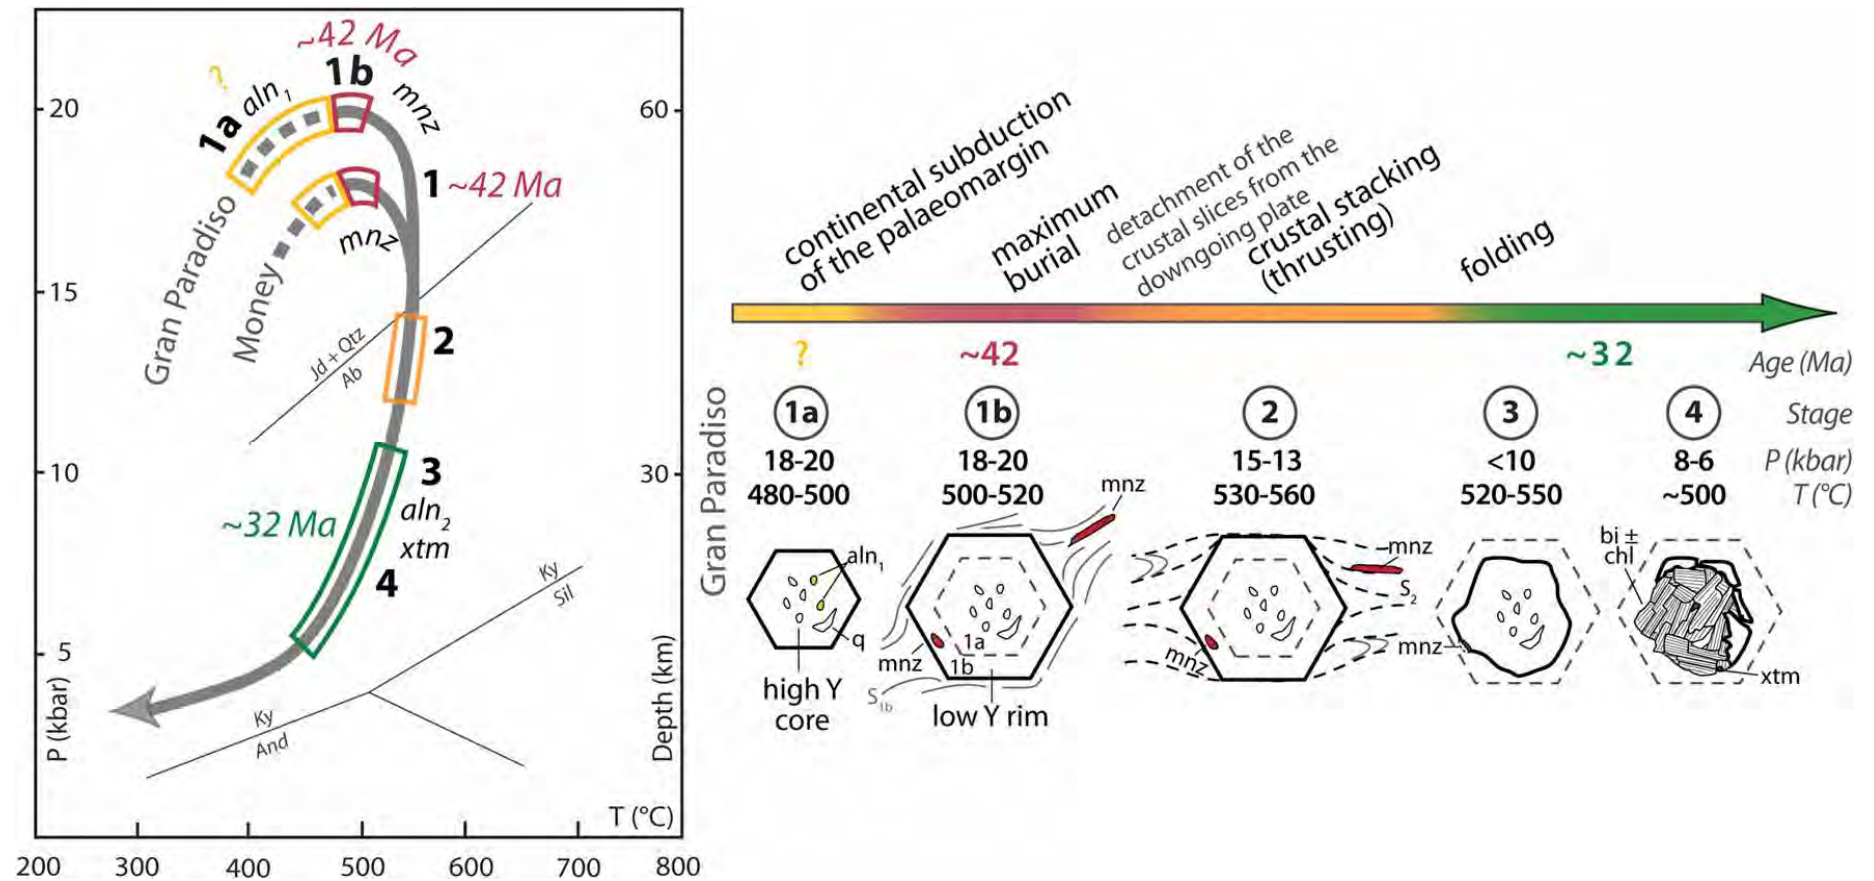 ~42 Ma
?
1b
1a
aln1
mnz
20
60
1
~42 Ma
mnz
Gran Paradiso
Money
15
2
Jd + Qtz
Ab
10
30
3
aln2
xtm
~32 Ma
4
Ky
Sil
5
Ky
And
P (kbar)
Depth (km)
T (°C)
200
300
400
500
600
700
800
continental subduction
of the palaeomargin
maximum
burial
detachment of the
crustal slices from the
downgoing plate
crustal stacking
(thrusting)
folding
?
~42
~32
Age (Ma)
Gran Paradiso
1a
1b
2
3
4
Stage
18-20
18-20
15-13
<10
8-6
P (kbar)
480-500
500-520
530-560
520-550
~500
T (°C)
aln1
q
high Y
core
mnz
mnz
1a
1b
S1b
low Y rim
mnz
S2
mnz
mnz
bi ±
chl
xtm